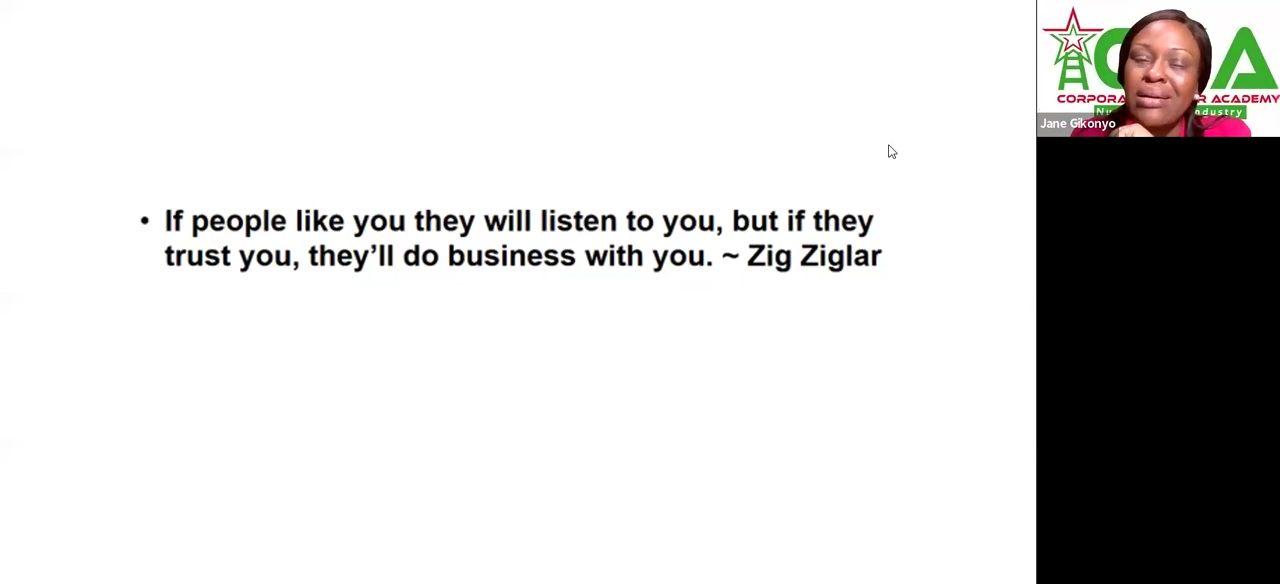 • If people like you they will listen to you, but if they
trust you, they’ll do business with you. ~ Zig Ziglar
A
CORPORA R ACADEMY
ndustry
Jane Gikonyo